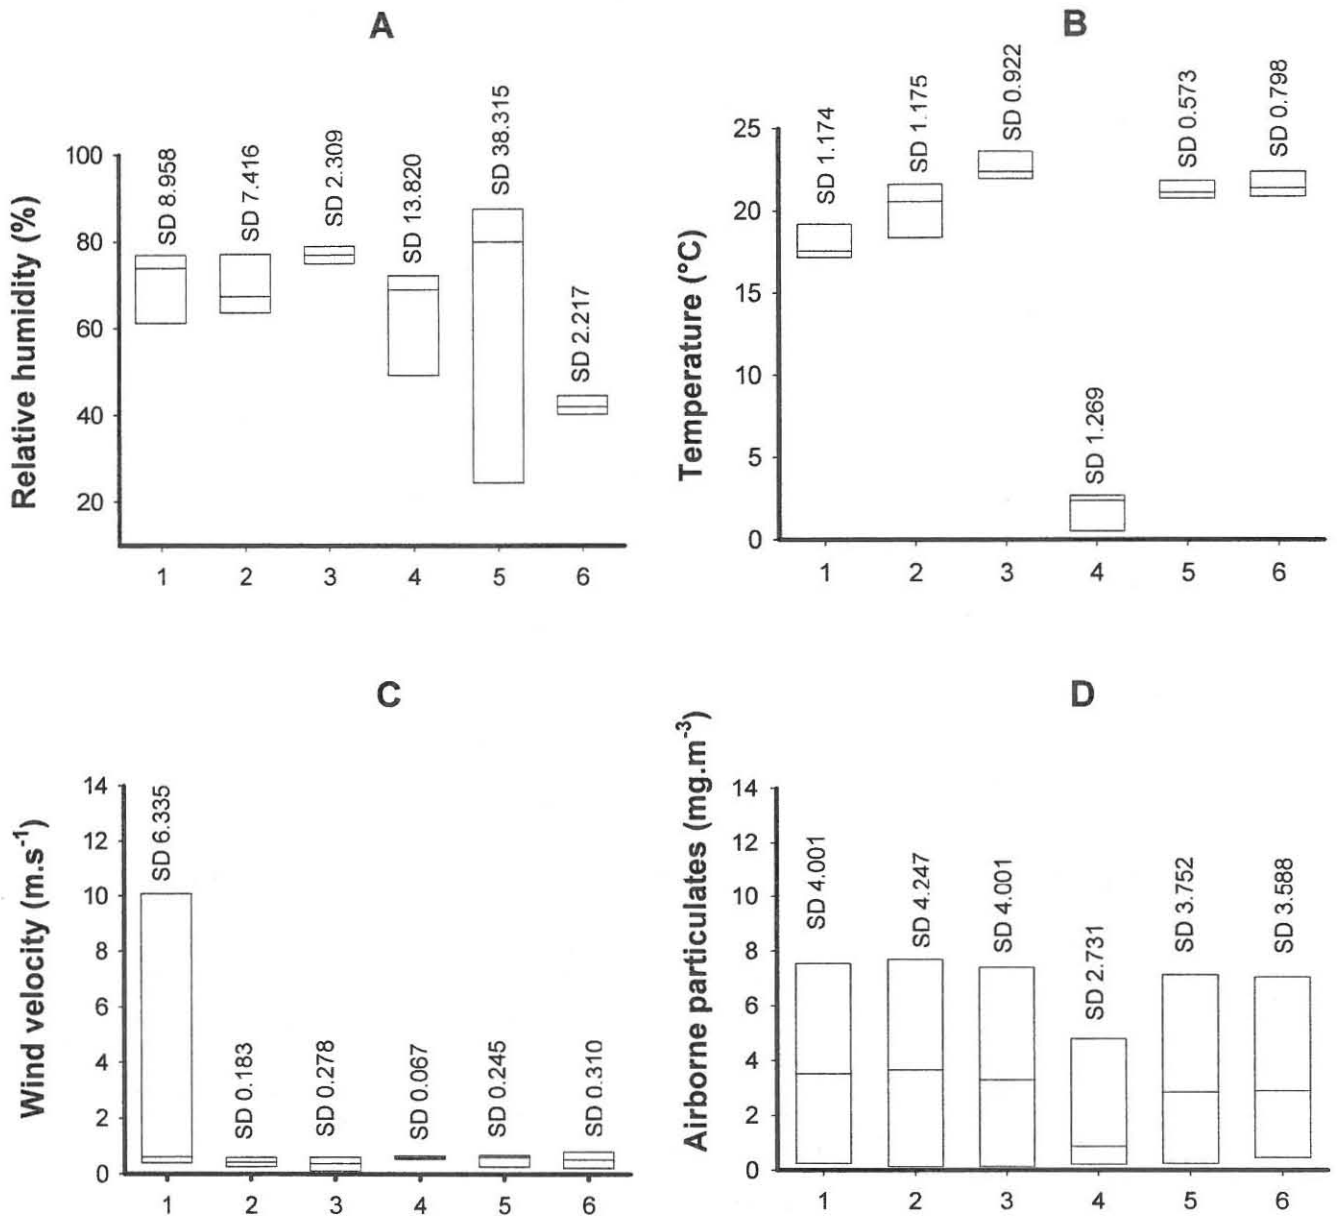 A
Relative humidity (%)
100
80
60
40
20
SD 8.958
SD 7.416
SD 2.309
SD 13.820
SD 38.315
SD 2.217
1 2 3 4 5 6
B
Temperature (°C)
25
20
15
10
5
0
SD 1.174
SD 1.175
SD 0.922
SD 1.269
SD 0.573
SD 0.798
1 2 3 4 5 6
C
Wind velocity (m.s-1)
14
12
10
8
6
4
2
0
SD 6.335
SD 0.183
SD 0.278
SD 0.067
SD 0.245
SD 0.310
1 2 3 4 5 6
D
Airborne particulates (mg.m-3)
14
12
10
8
6
4
2
0
SD 4.001
SD 4.247
SD 4.001
SD 2.731
SD 3.752
SD 3.588
1 2 3 4 5 6